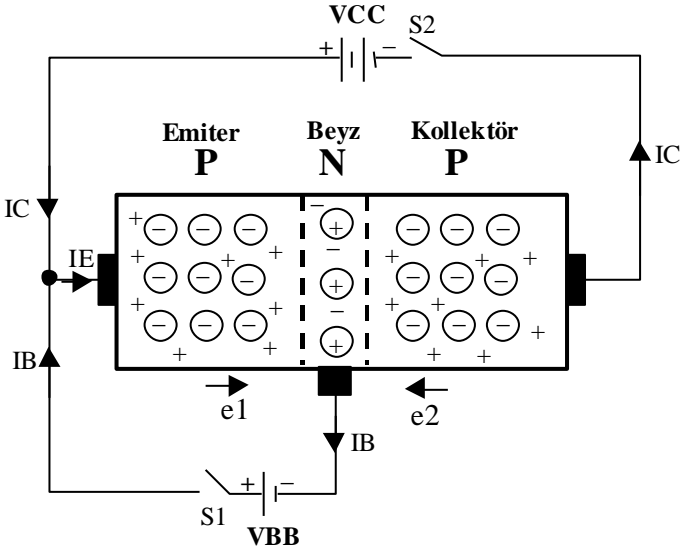 VCC
+ − S2
Emiter Beyz Kollektör
P N P
IC IC
IE
IB
e1 e2
IB
+ −
S1
VBB